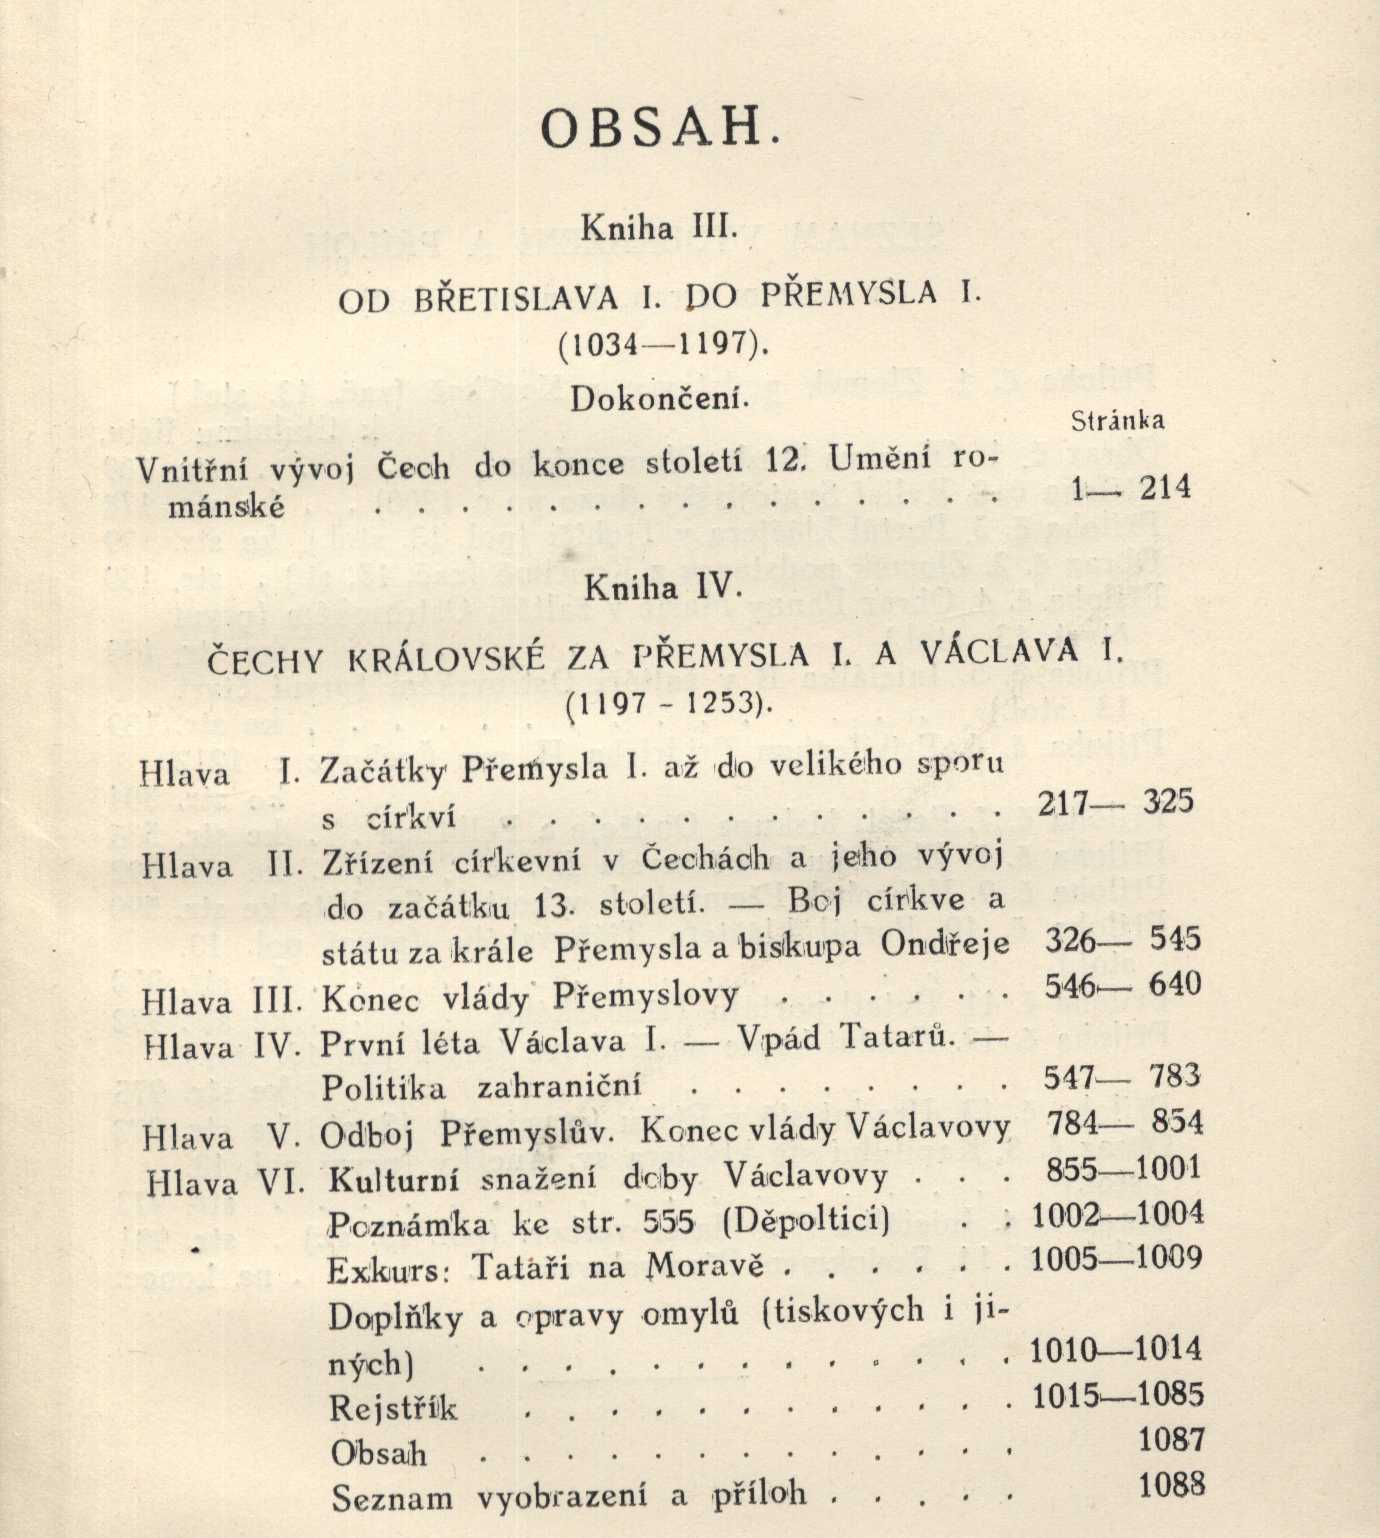 OBSAH.
Kniha III.
OD BŘETISLAVA I. DO PŘEMYSLA I.
(1034—1197).
Dokončení.
Stránka
Vnitřní vývoj Čech do konce století 12. Umění ro-
mánské . . . . . . . . . . . . . . . 1— 214
Kniha IV.
ČECHY KRÁLOVSKÉ ZA PŘEMYSLA I. A VÁCLAVA I.
(1197 - 1253).
Hlava I. Začátky Přemysla I. až do velikého sporu
s církví . . . . . . . . . . . . 217— 325
Hlava II. Zřízení církevní v Čechách a jeho vývoj
do začátku 13. století. — Boj církve a
státu za krále Přemysla a biskupa Ondřeje 326— 545
Hlava III. Konec vlády Přemyslovy . . . . . . 546— 640
Hlava IV. První léta Václava I. — Vpád Tatarů. —
Politika zahraniční . . . . . . . . 547— 783
Hlava V. Odboj Přemyslův. Konec vlády Václavovy 784— 854
Hlava VI. Kulturní snažení doby Václavovy . . . 855—1001
Poznámka ke str. 555 (Děpoltici) . . 1002—1004
Exkurs: Tataři na Moravě . . . . . . 1005—1009
Doplňky a opravy omylů (tiskových i ji-
ných) . . . . . . . . . . . . . 1010—1014
Rejstřík . . . . . . . . . . . . 1015—1085
Obsah . . . . . . . . . . . . . 1087
Seznam vyobrazení a příloh . . . . . 1088